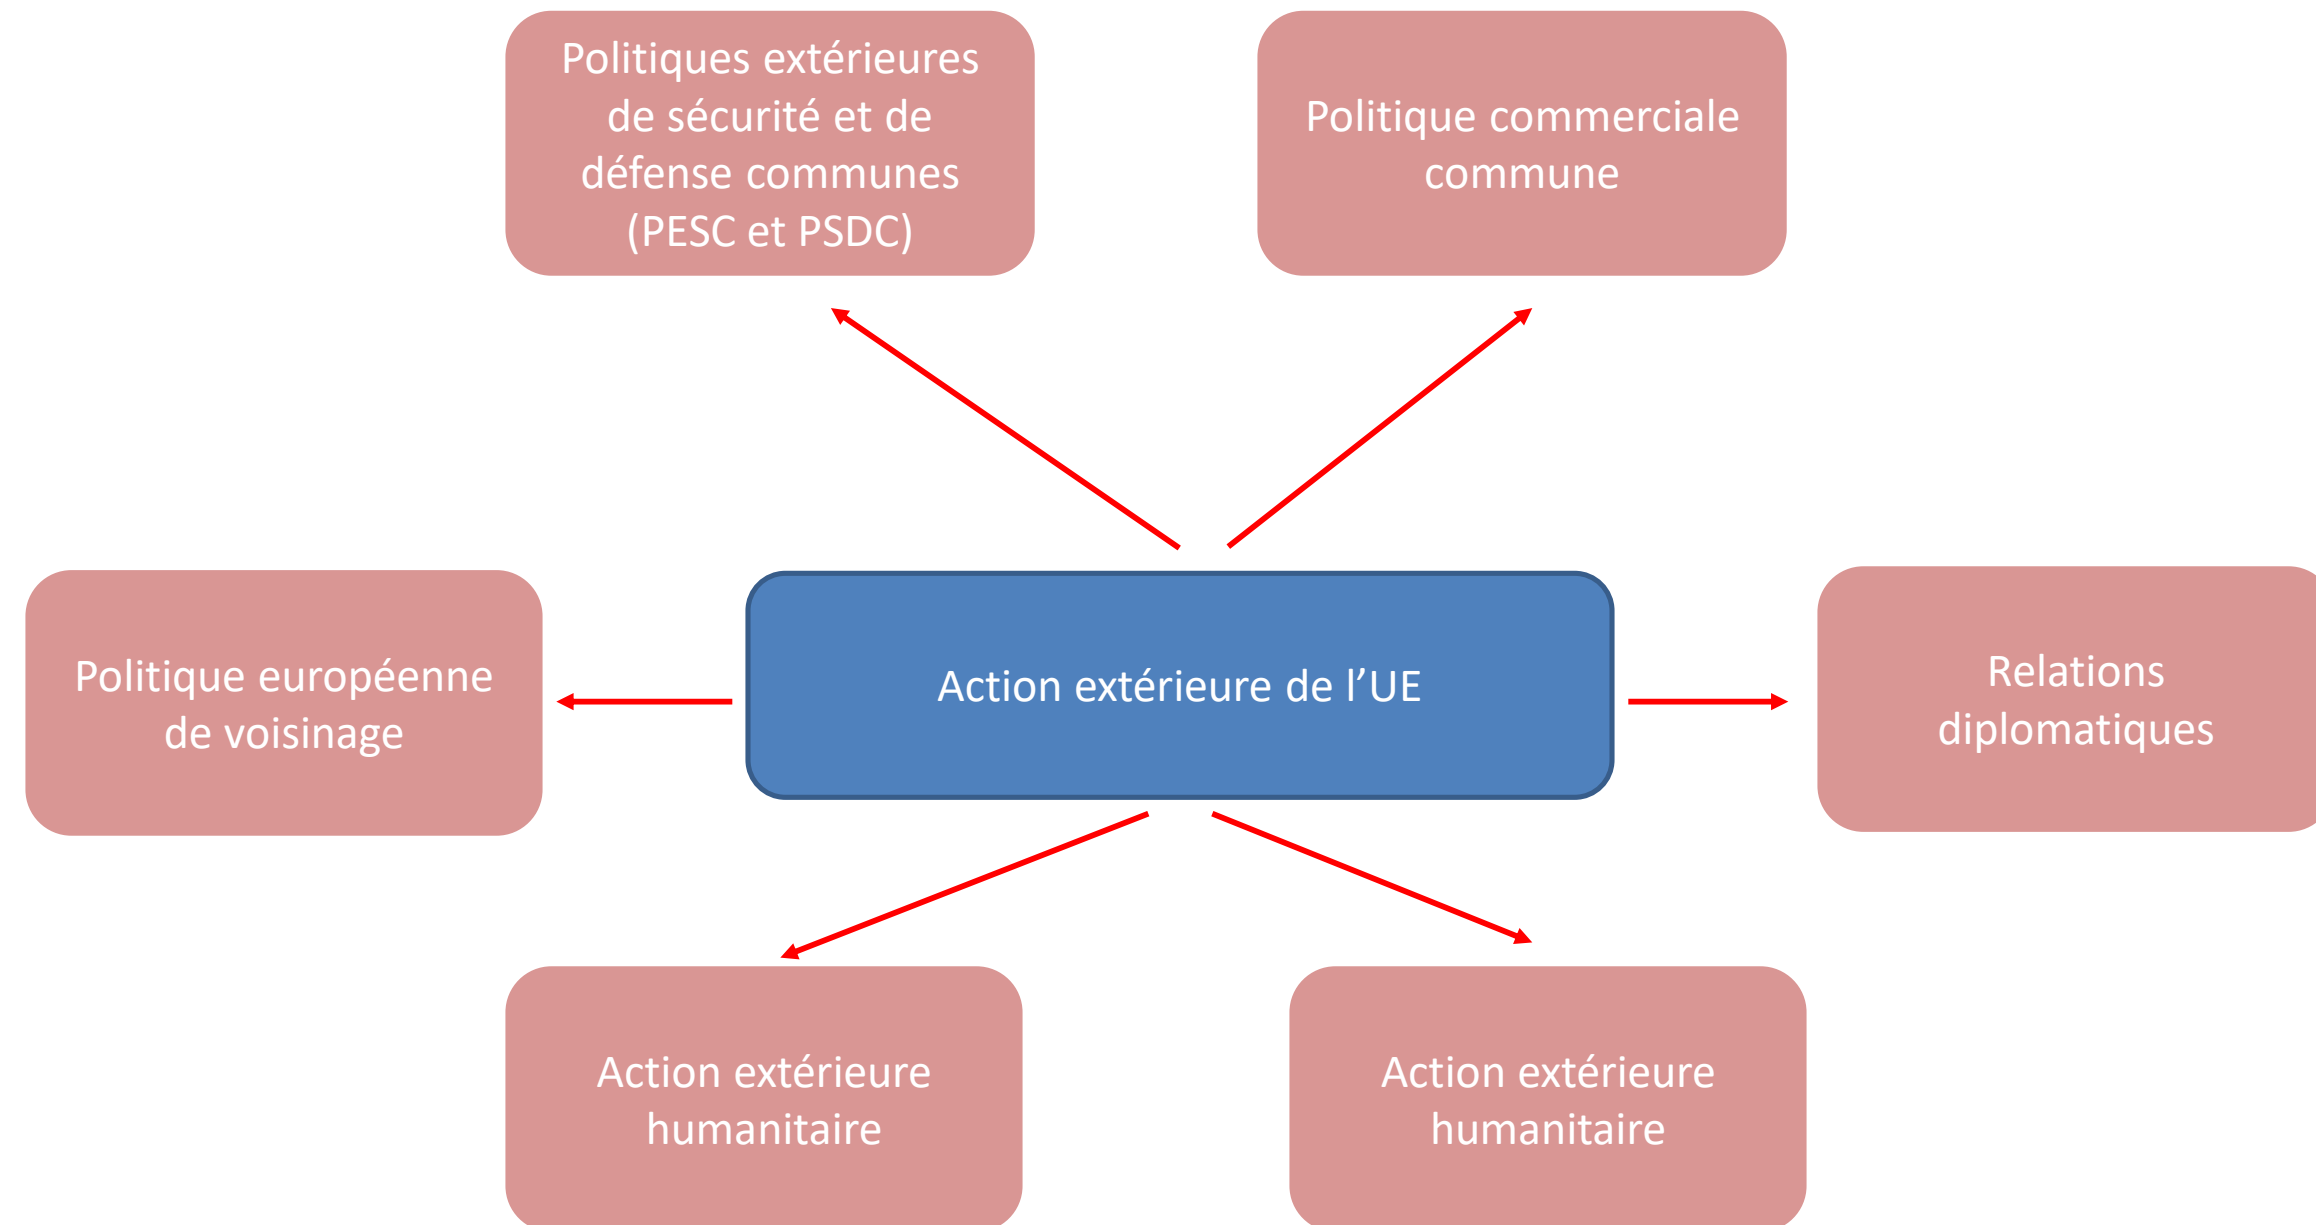 Politiques extérieures
de sécurité et de
défense communes
(PESC et PSDC)
Politique commerciale
commune
Politique européenne
de voisinage
Action extérieure de l’UE
Relations
diplomatiques
Action extérieure
humanitaire
Action extérieure
humanitaire